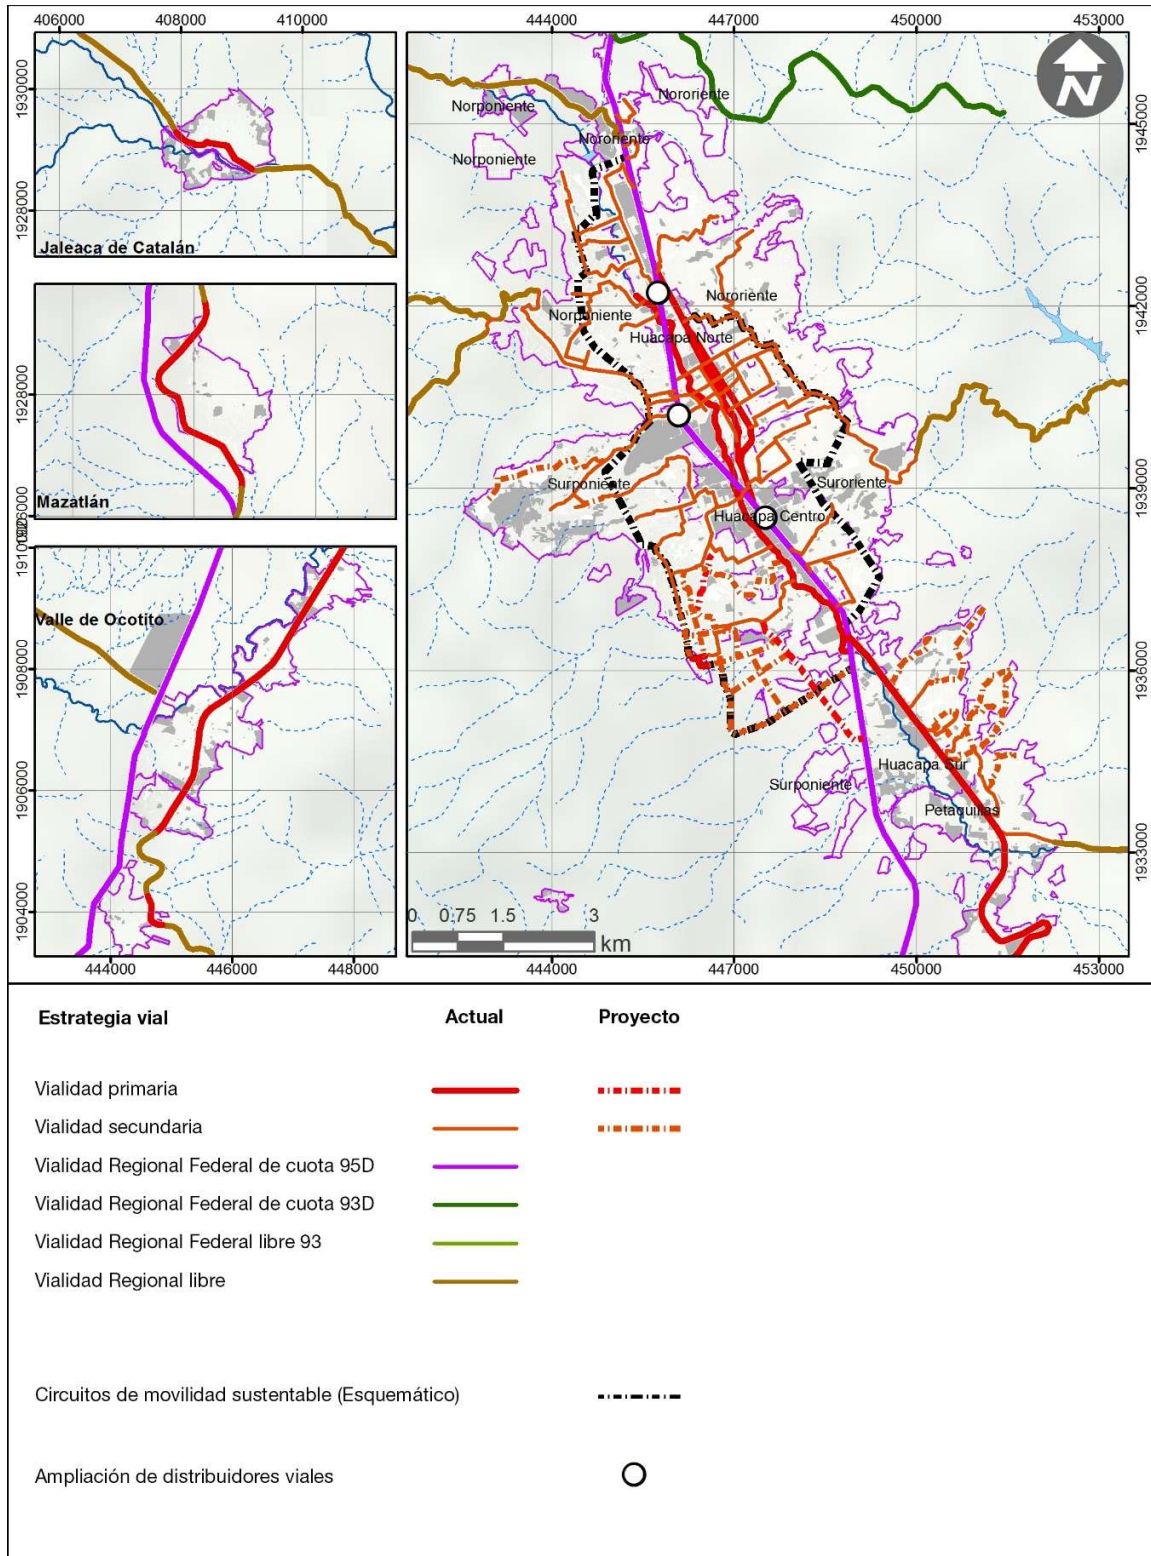 406000 408000 410000
1930000
1928000
Jaleaca de Catalán
1928000
1926000
Mazatlán
1910000
1908000
1906000
1904000
Valle de Ocotito
444000 446000 448000
444000 447000 450000 453000
N
1945000
1942000
1939000
1936000
1933000
Nororiente
Norponiente
Nororiente
Norponiente
Nororiente
Norponiente
Huacapa Norte
Surponiente
Suroriente
Huacapa Centro
Huacapa Sur
Surponiente
Petaquillas
0 0.75 1.5 3
km
444000 447000 450000 453000
Estrategia vial Actual Proyecto
Vialidad primaria
Vialidad secundaria
Vialidad Regional Federal de cuota 95D
Vialidad Regional Federal de cuota 93D
Vialidad Regional Federal libre 93
Vialidad Regional libre
Circuitos de movilidad sustentable (Esquemático)
Ampliación de distribuidores viales